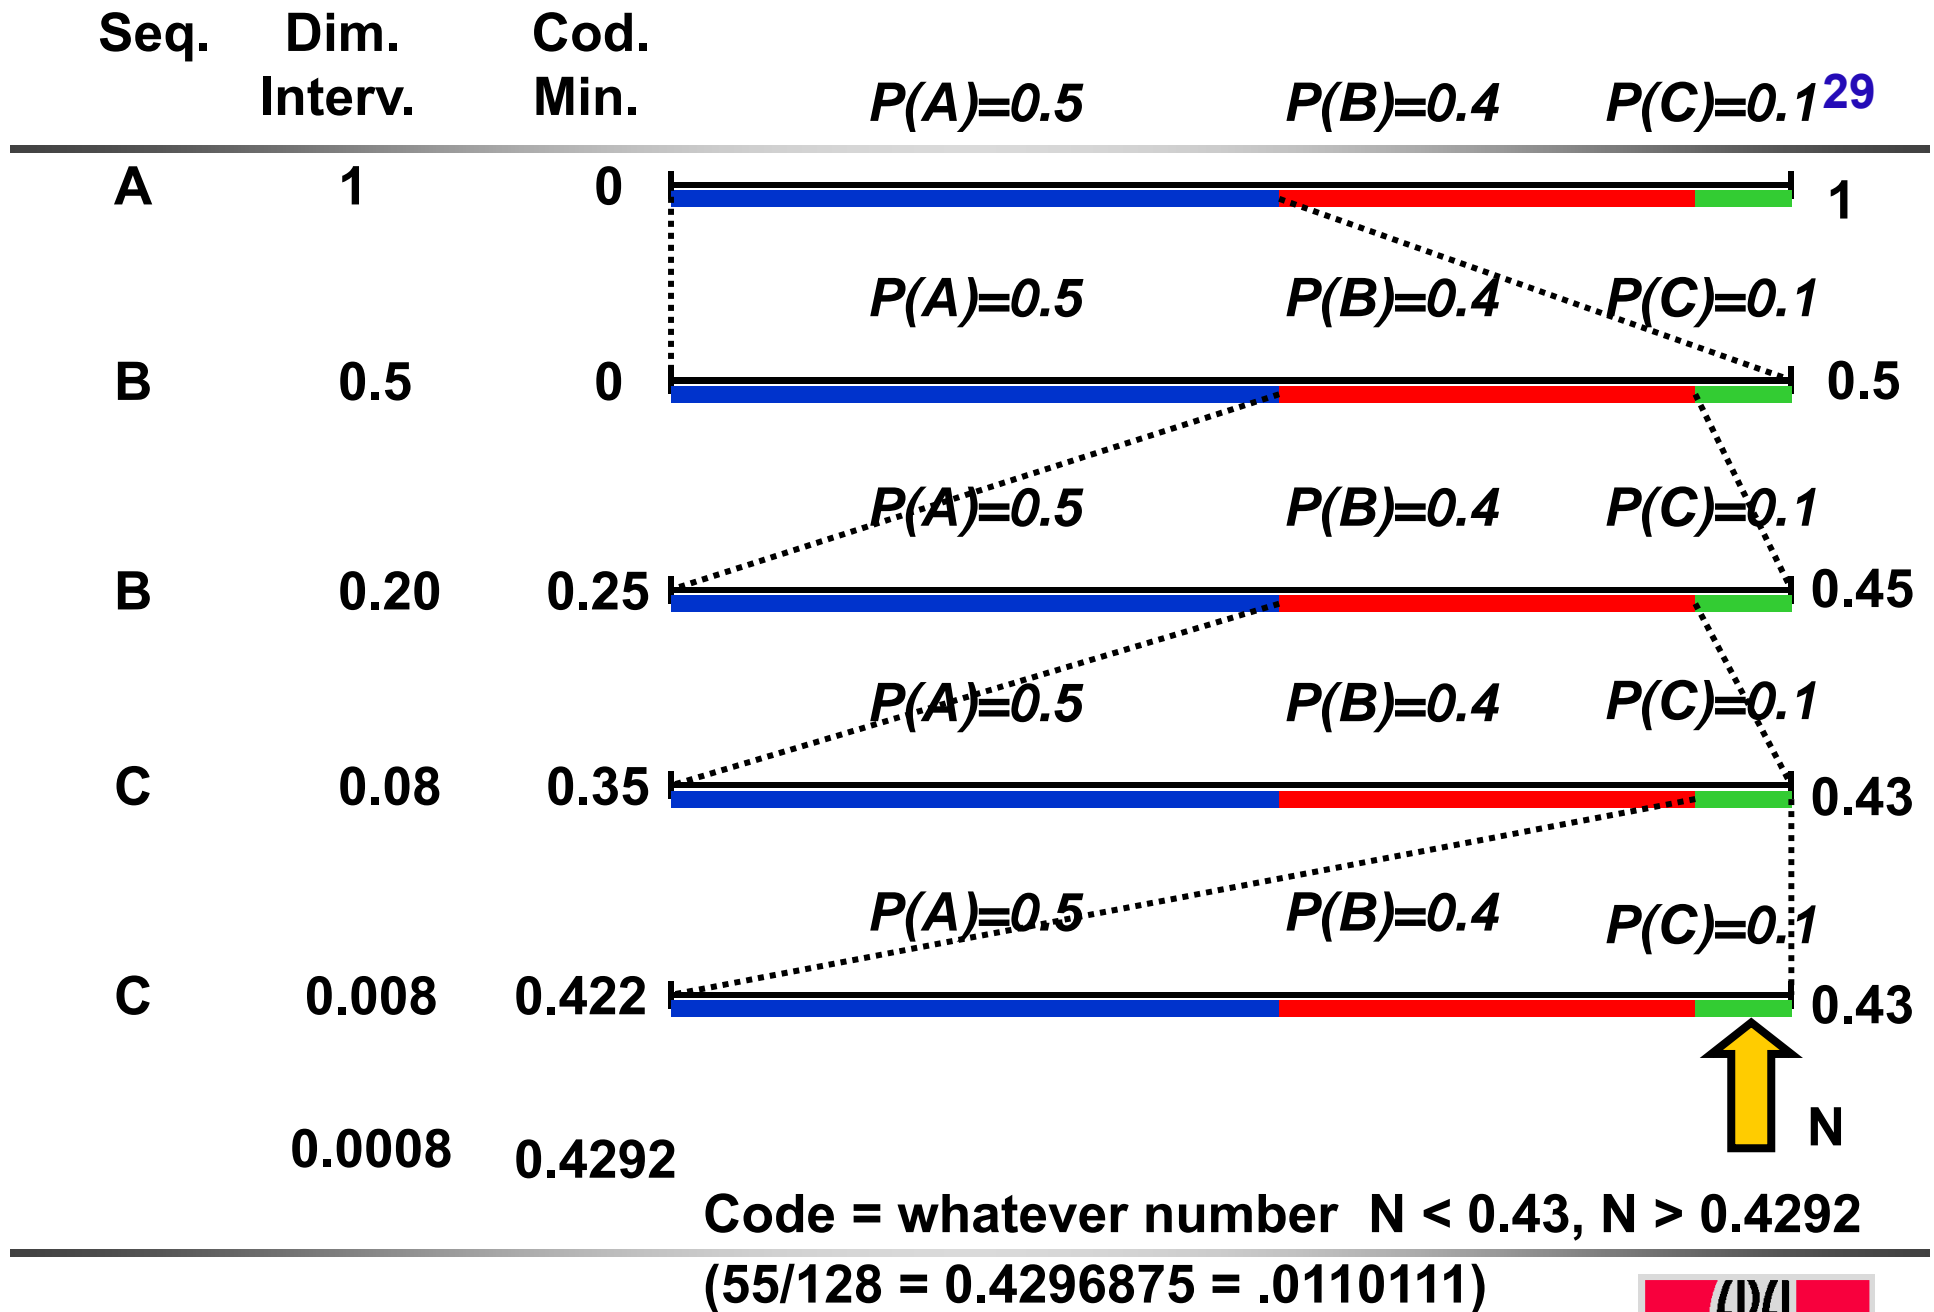 Seq. Dim. Interv. Cod. Min. P(A)=0.5 P(B)=0.4 P(C)=0.1 29
A 1 0 1
P(A)=0.5 P(B)=0.4 P(C)=0.1
B 0.5 0 0.5
P(A)=0.5 P(B)=0.4 P(C)=0.1
B 0.20 0.25 0.45
P(A)=0.5 P(B)=0.4 P(C)=0.1
C 0.08 0.35 0.43
P(A)=0.5 P(B)=0.4 P(C)=0.1
C 0.008 0.422 0.43
N
0.0008 0.4292
Code = whatever number N < 0.43, N > 0.4292
(55/128 = 0.4296875 = .0110111)